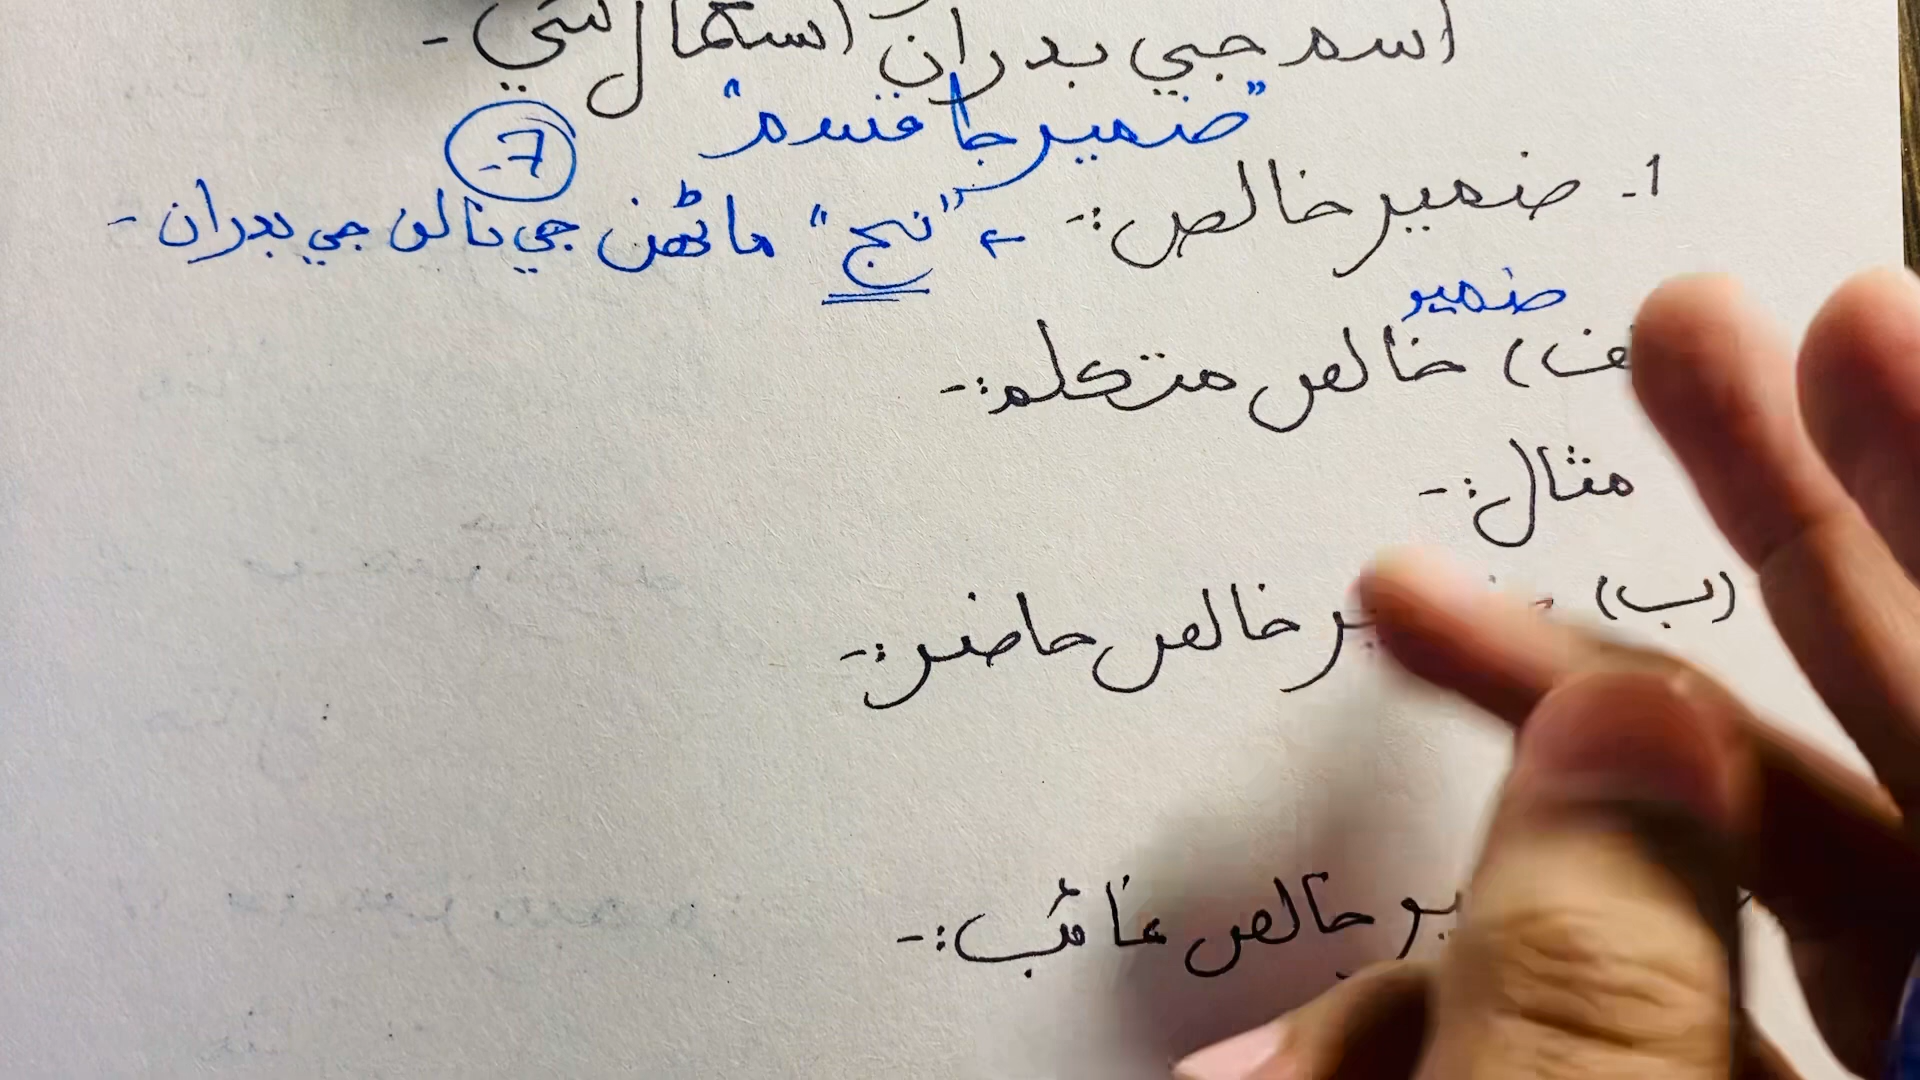 اسم جي بدران استعمال ٿئي -
"ضمير جا قسم" 7-
1- ضمير خالص :- ← "نج" ماڻهن جي نالن جي بدران -
ضمير
خالص متڪلم :-
مثال :-
(ب) خالص حاضر :-
خالص غائب :-